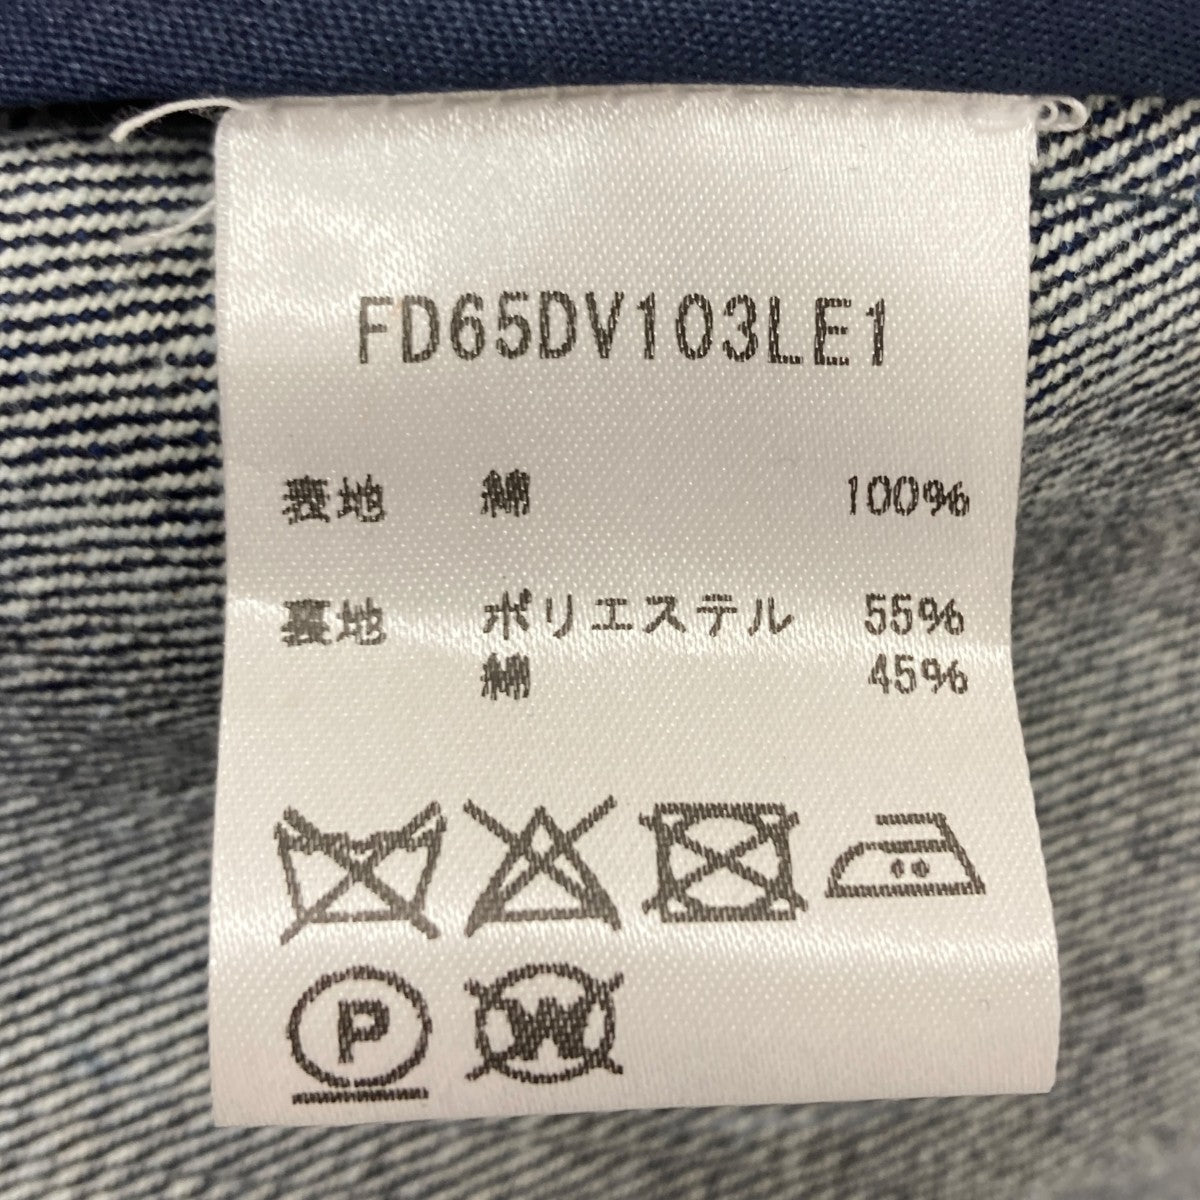 FD65DV103LE1
表地 綿 100%
裏地 ポリエステル 55%
綿 45%
P
W